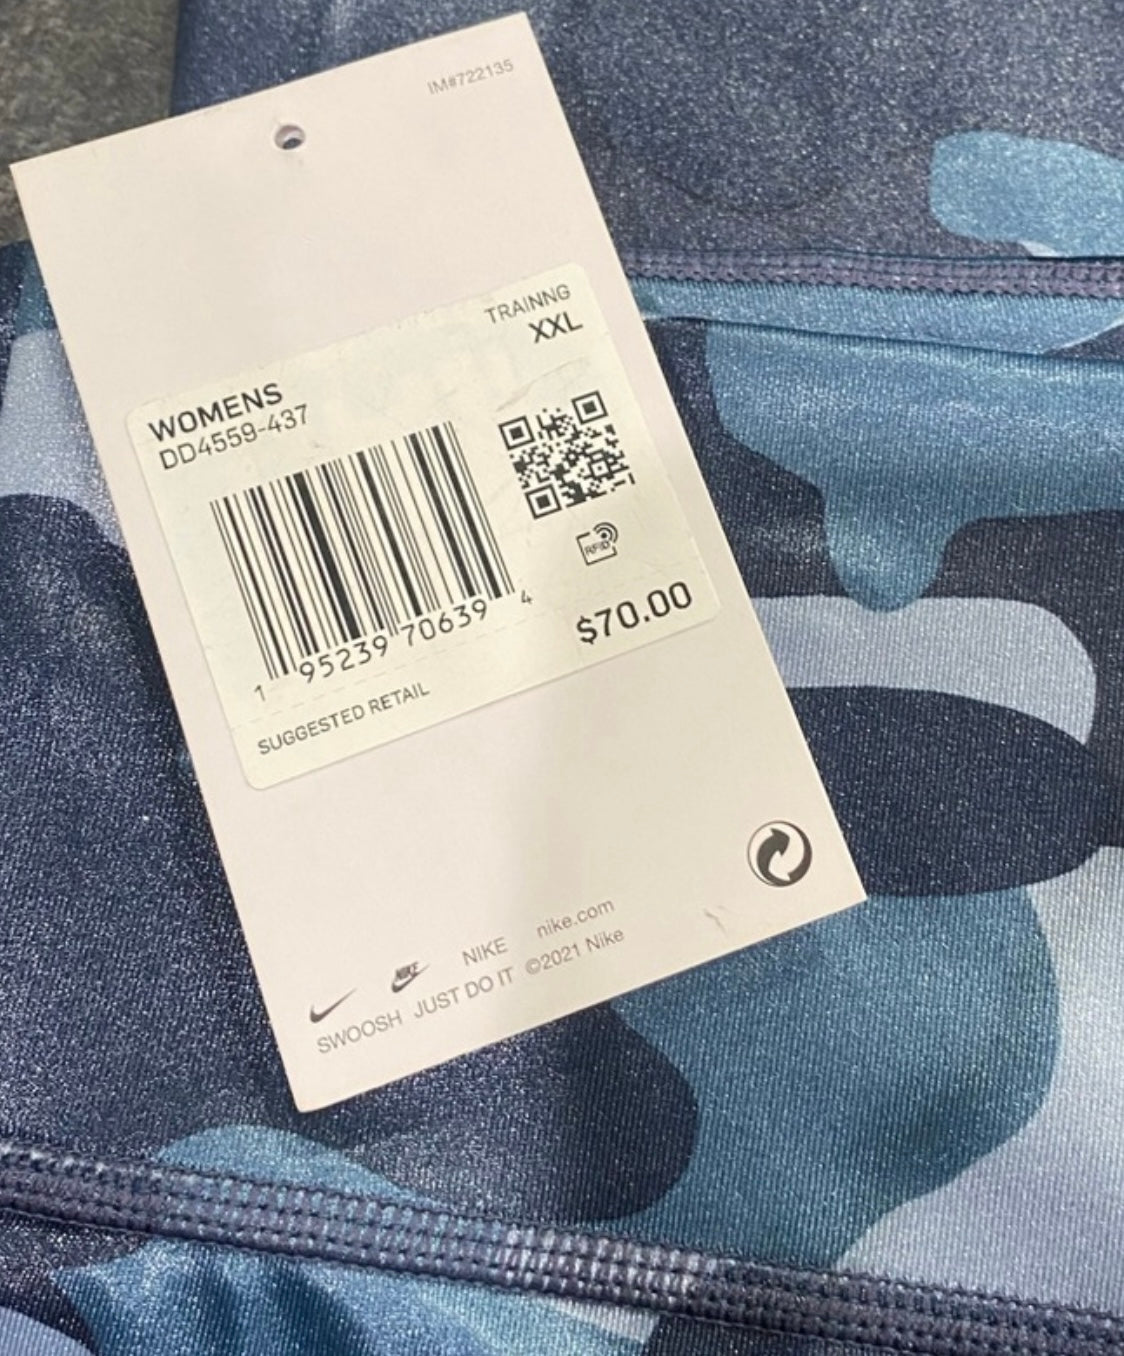 IM#722135
TRAINNG
XXL
WOMENS
DD4559-437
RFID
1 95239 70639 4
$70.00
SUGGESTED RETAIL
NIKE nike.com
SWOOSH JUST DO IT ©2021 Nike